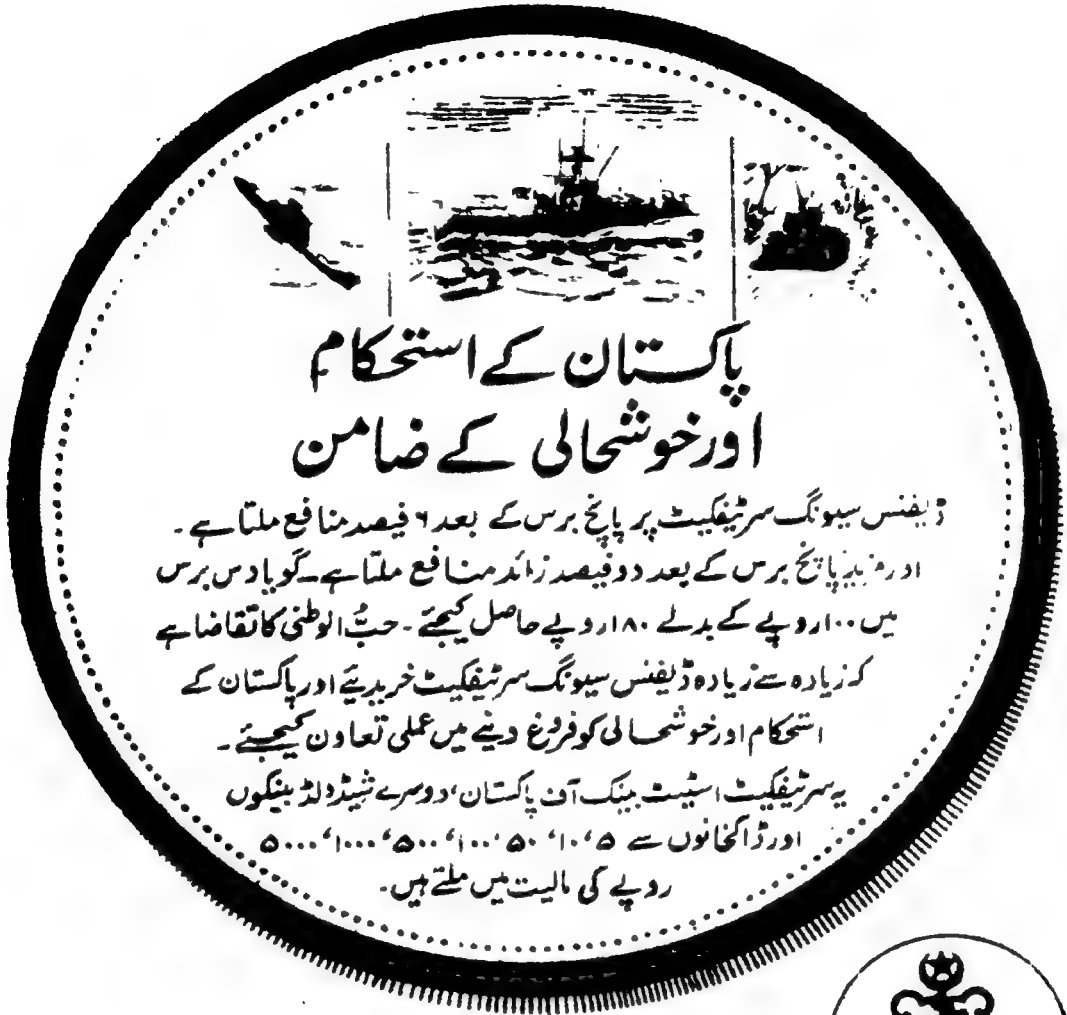 پاکستان کے استحکام
اور خوشحالی کے ضامن
ڈیفنس سیونگ سرٹیفکیٹ پر پانچ برس کے بعد ۶ فیصد منافع ملتا ہے۔
اور مزید پانچ برس کے بعد دو فیصد زائد منافع ملتا ہے۔ گویا دس برس
میں ۱۰۰ روپے کے بدلے ۱۸۰ روپے حاصل کیجئے۔ حبُّ الوطنی کا تقاضا ہے
کہ زیادہ سے زیادہ ڈیفنس سیونگ سرٹیفکیٹ خریدئیے اور پاکستان کے
استحکام اور خوشحالی کو فروغ دینے میں عملی تعاون کیجئے۔
یہ سرٹیفکیٹ اسٹیٹ بینک آف پاکستان، دوسرے شیڈولڈ بینکوں
اور ڈاکخانوں سے ۵، ۱۰، ۵۰، ۱۰۰، ۵۰۰، ۱۰۰۰، ۵۰۰۰
روپے کی مالیت میں ملتے ہیں۔